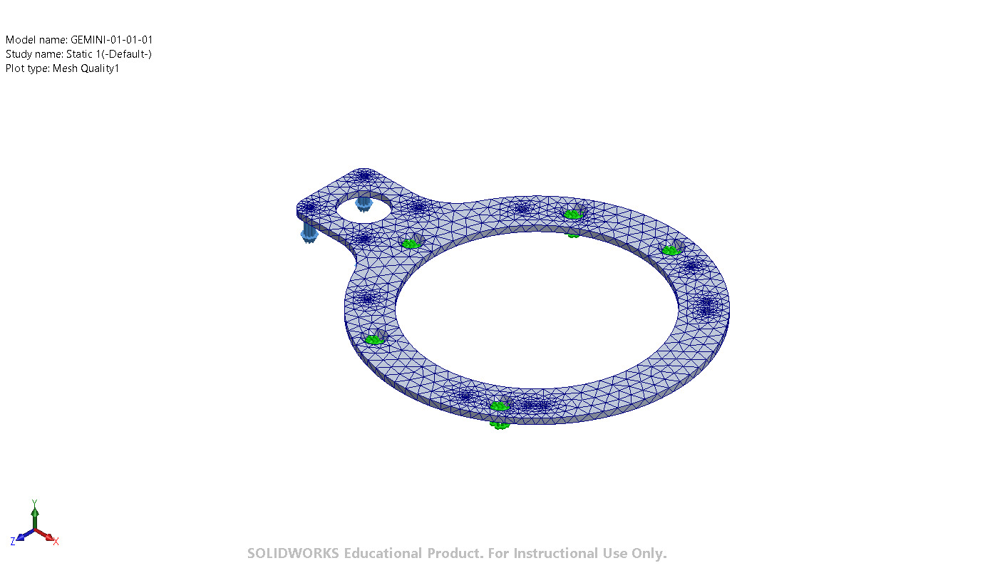 Model name: GEMINI-01-01-01
Study name: Static 1(-Default-)
Plot type: Mesh Quality1
Y
Z
X
SOLIDWORKS Educational Product. For Instructional Use Only.